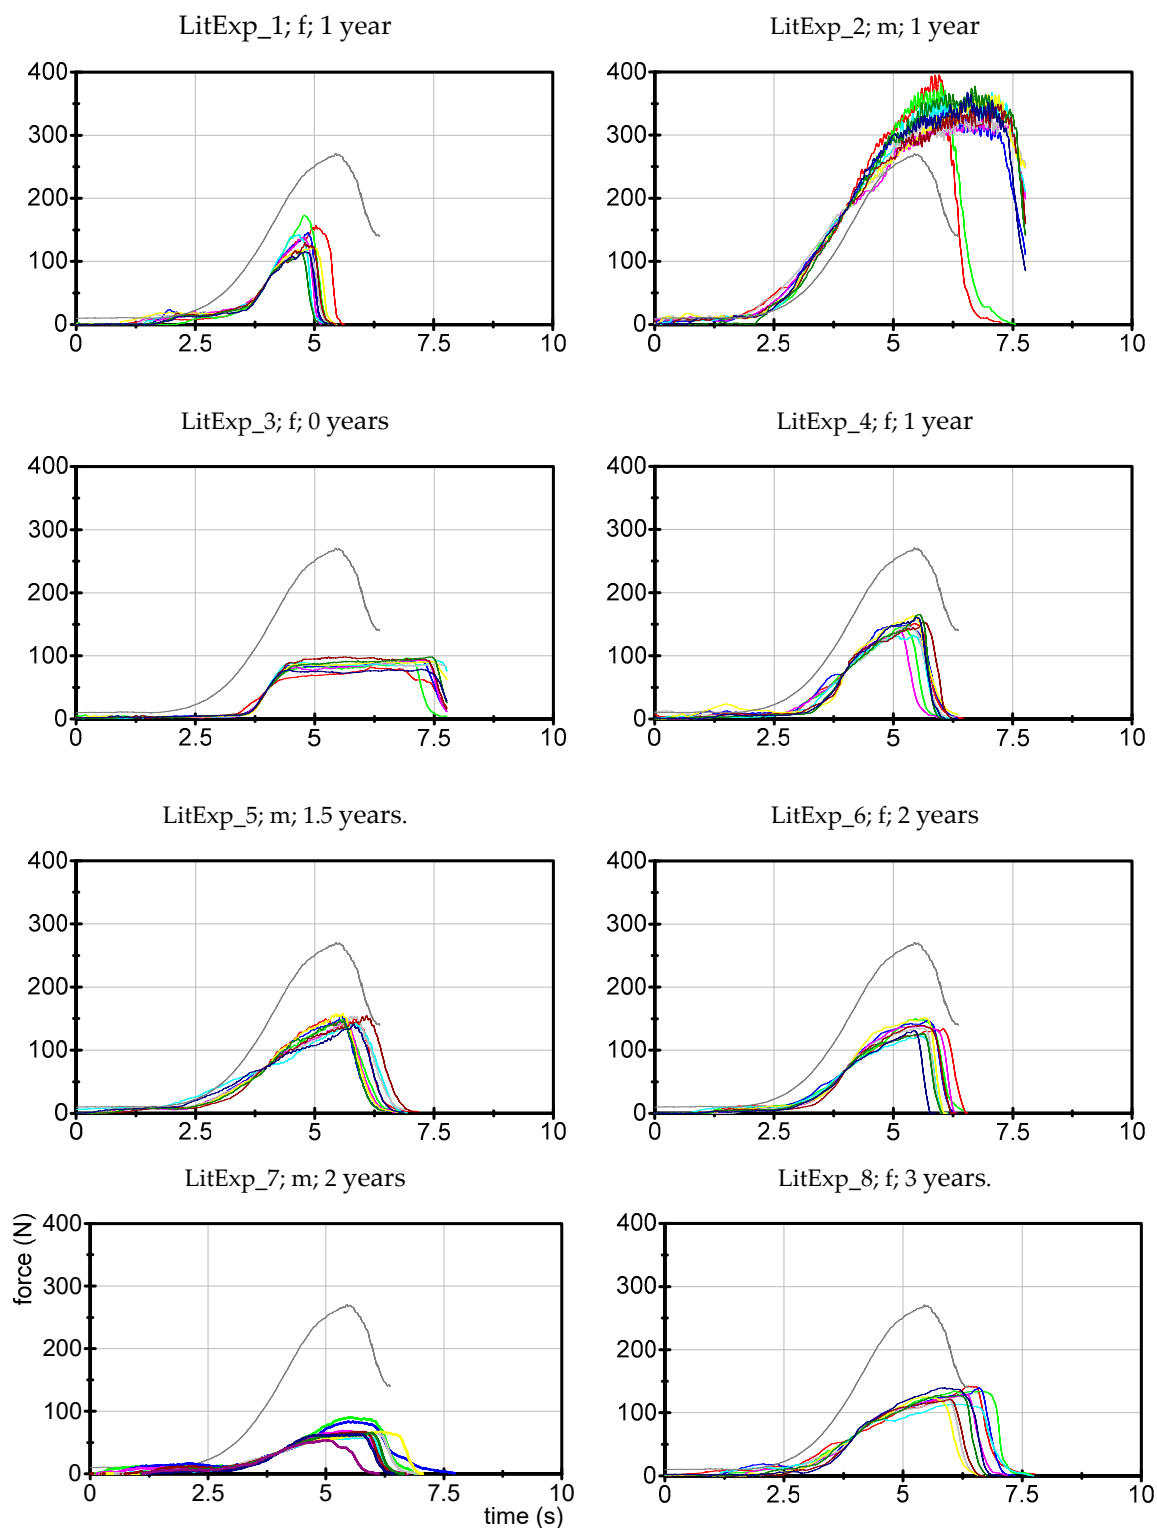 LitExp_1; f; 1 year
LitExp_2; m; 1 year
400
300
200
100
0
0 2.5 5 7.5 10
400
300
200
100
0
0 2.5 5 7.5 10
LitExp_3; f; 0 years
LitExp_4; f; 1 year
400
300
200
100
0
0 2.5 5 7.5 10
400
300
200
100
0
0 2.5 5 7.5 10
LitExp_5; m; 1.5 years.
LitExp_6; f; 2 years
400
300
200
100
0
0 2.5 5 7.5 10
400
300
200
100
0
0 2.5 5 7.5 10
LitExp_7; m; 2 years
LitExp_8; f; 3 years.
force (N)
400
300
200
100
0
0 2.5 5 7.5 10
time (s)
400
300
200
100
0
0 2.5 5 7.5 10